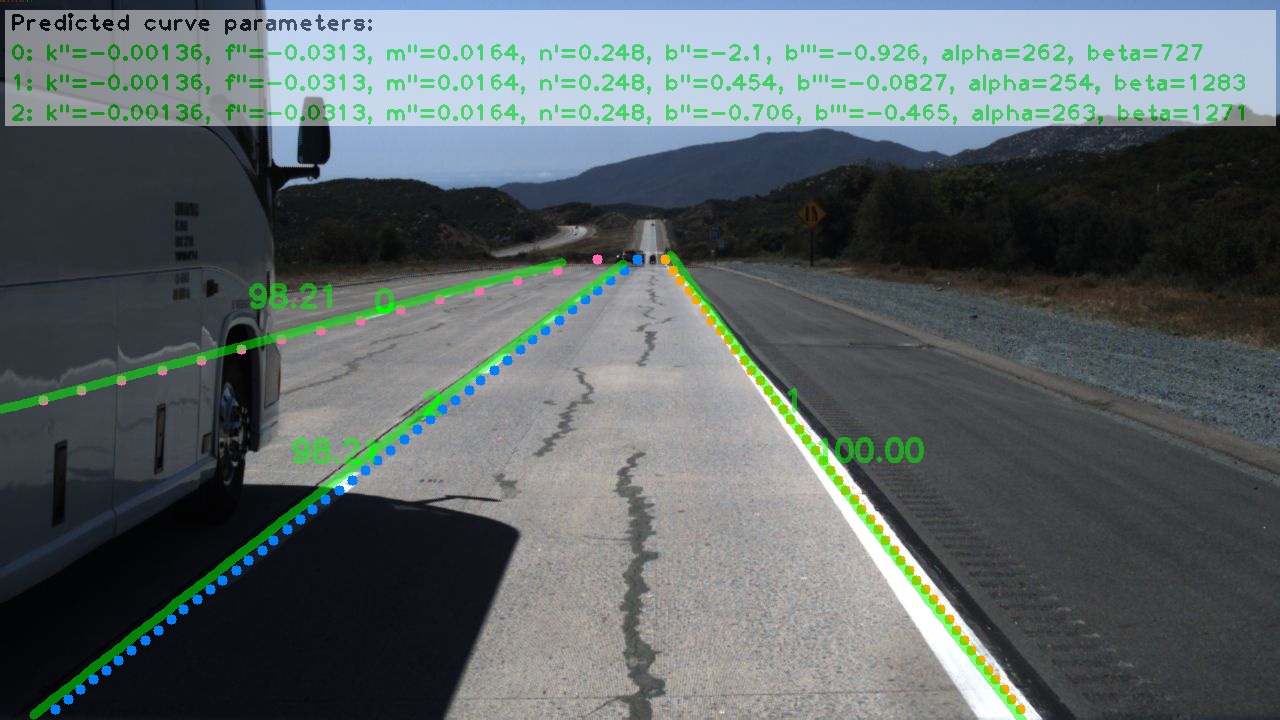 Predicted curve parameters:
0: k''=-0.00136, f''=-0.0313, m''=0.0164, n'=0.248, b''=-2.1, b'''=-0.926, alpha=262, beta=727
1: k''=-0.00136, f''=-0.0313, m''=0.0164, n'=0.248, b''=0.454, b'''=-0.0827, alpha=254, beta=1283
2: k''=-0.00136, f''=-0.0313, m''=0.0164, n'=0.248, b''=-0.706, b'''=-0.465, alpha=263, beta=1271
98.21 0
1
98.21
100.00